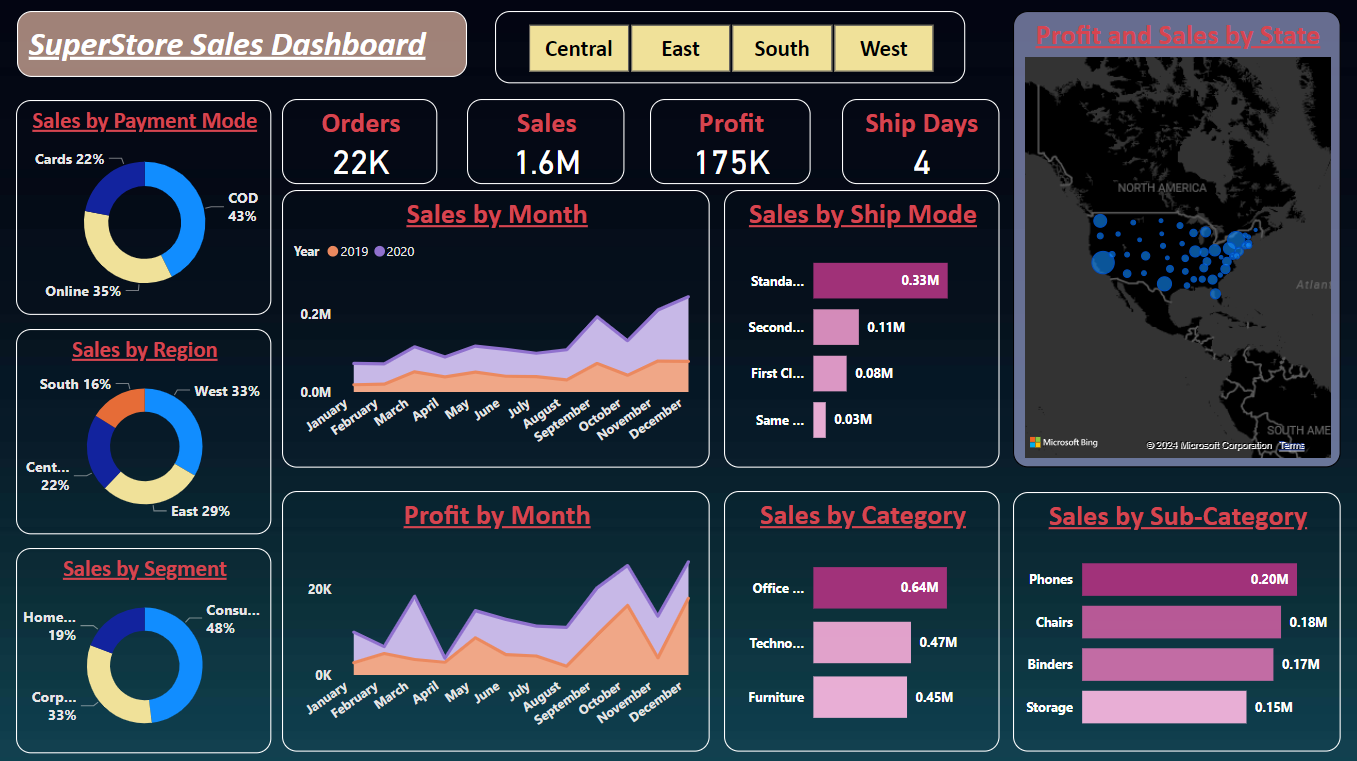 SuperStore Sales Dashboard
Central East South West
Profit and Sales by State
NORTH AMERICA
Atlant
SOUTH AME
Microsoft Bing
© 2024 Microsoft Corporation Terms
Sales by Payment Mode
Cards 22%
COD
43%
Online 35%
Orders
22K
Sales
1.6M
Profit
175K
Ship Days
4
Sales by Month
Year 2019 2020
0.2M
0.0M
January
February
March
April
May
June
July
August
September
October
November
December
Sales by Ship Mode
Standa... 0.33M
Second... 0.11M
First Cl... 0.08M
Same ... 0.03M
Sales by Region
South 16%
West 33%
Cent...
22%
East 29%
Sales by Segment
Home...
19%
Consu...
48%
Corp...
33%
Profit by Month
20K
0K
January
February
March
April
May
June
July
August
September
October
November
December
Sales by Category
Office ... 0.64M
Techno... 0.47M
Furniture 0.45M
Sales by Sub-Category
Phones 0.20M
Chairs 0.18M
Binders 0.17M
Storage 0.15M